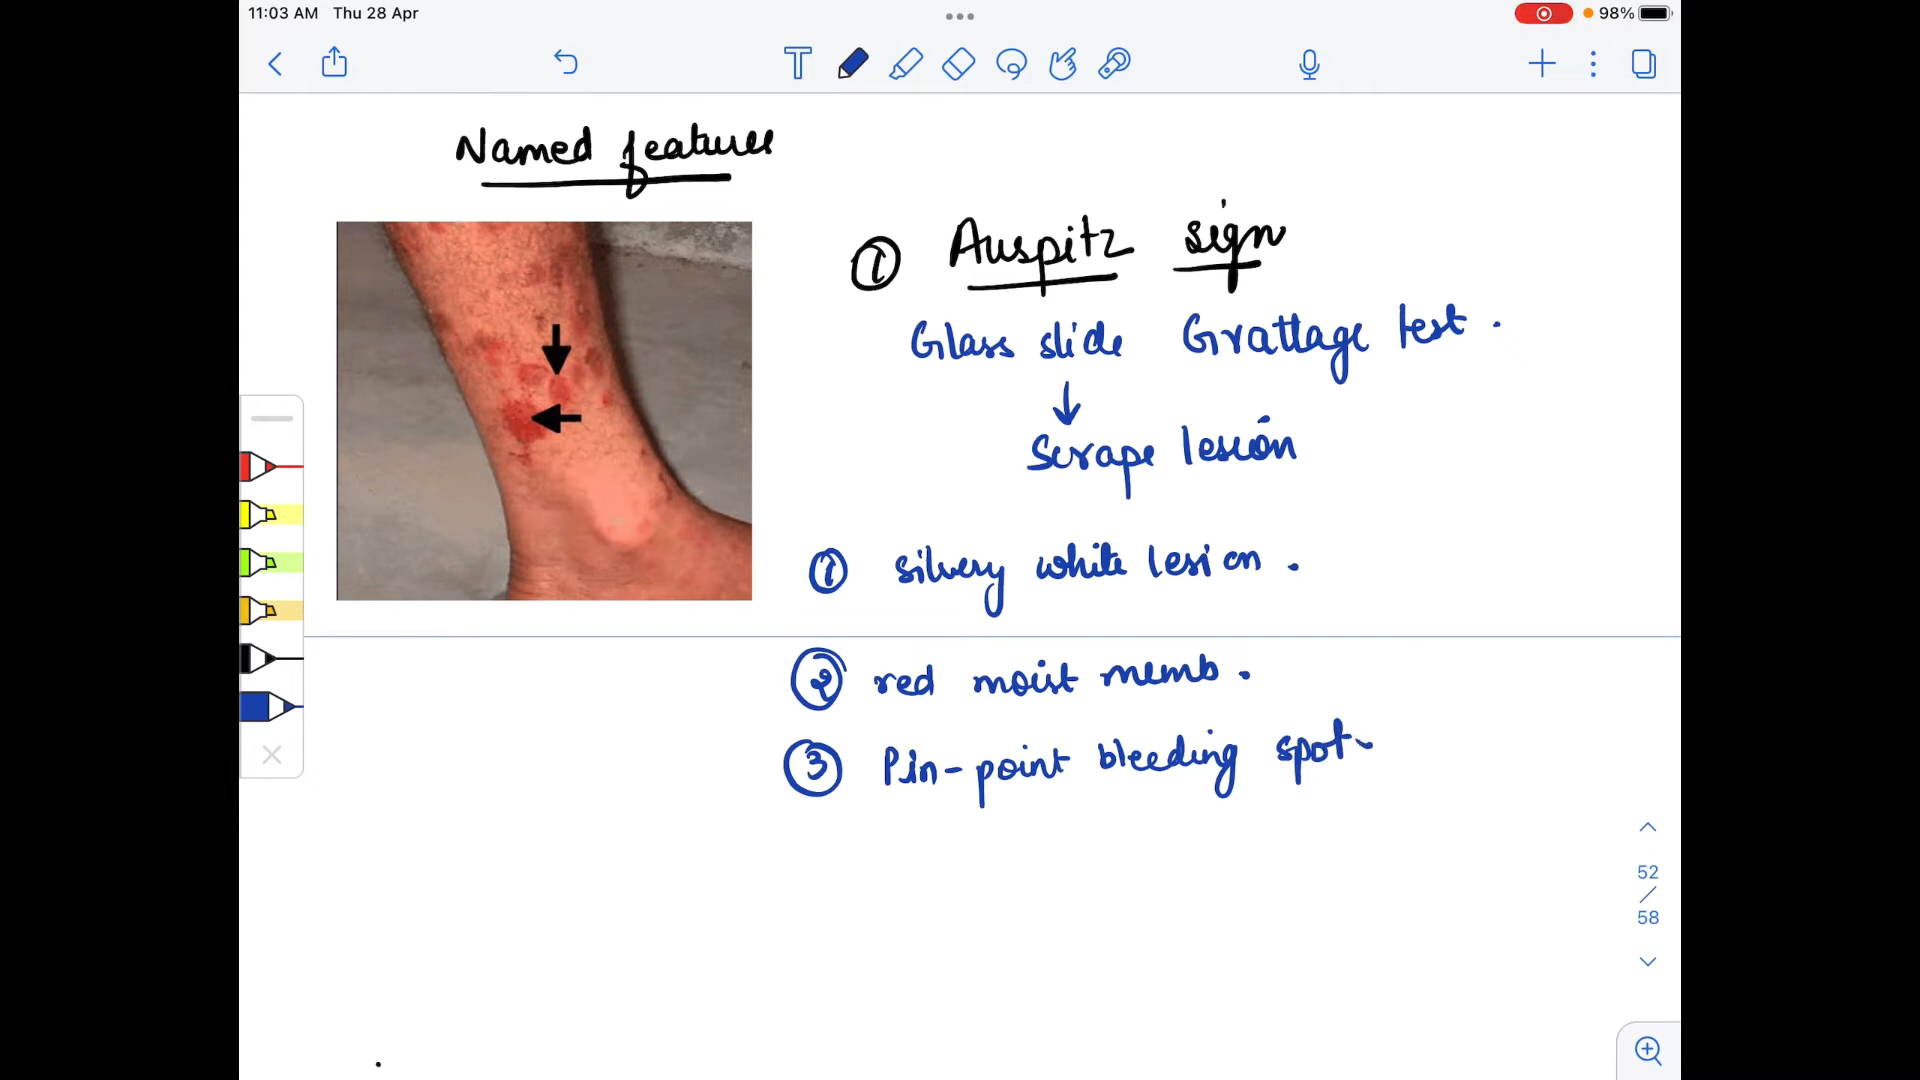 11:03 AM Thu 28 Apr
98%
T
Named features
① Auspitz sign
Glass slide Grattage test.
↓
Scrape lesion
① silvery white lesion.
② red moist memb.
③ Pin-point bleeding spot
52
/
58